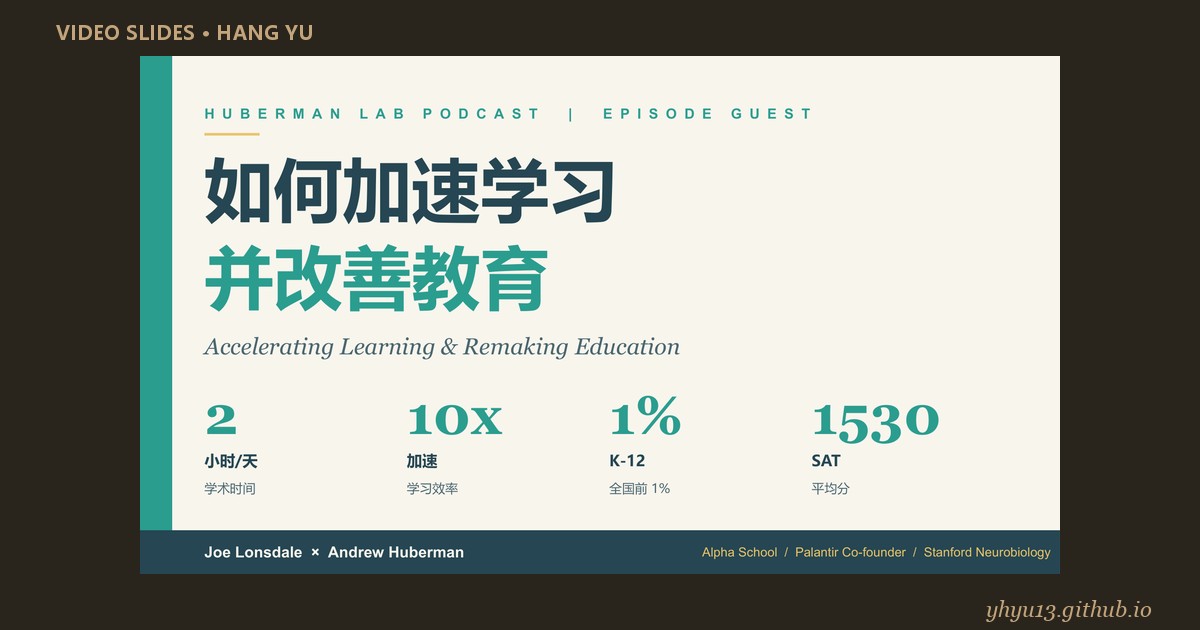 VIDEO SLIDES • HANG YU
HUBERMAN LAB PODCAST | EPISODE GUEST
如何加速学习
并改善教育
Accelerating Learning & Remaking Education
2 10x 1% 1530
小时/天 加速 K-12 SAT
学术时间 学习效率 全国前 1% 平均分
Joe Lonsdale × Andrew Huberman Alpha School / Palantir Co-founder / Stanford Neurobiology
yhyu13.github.io